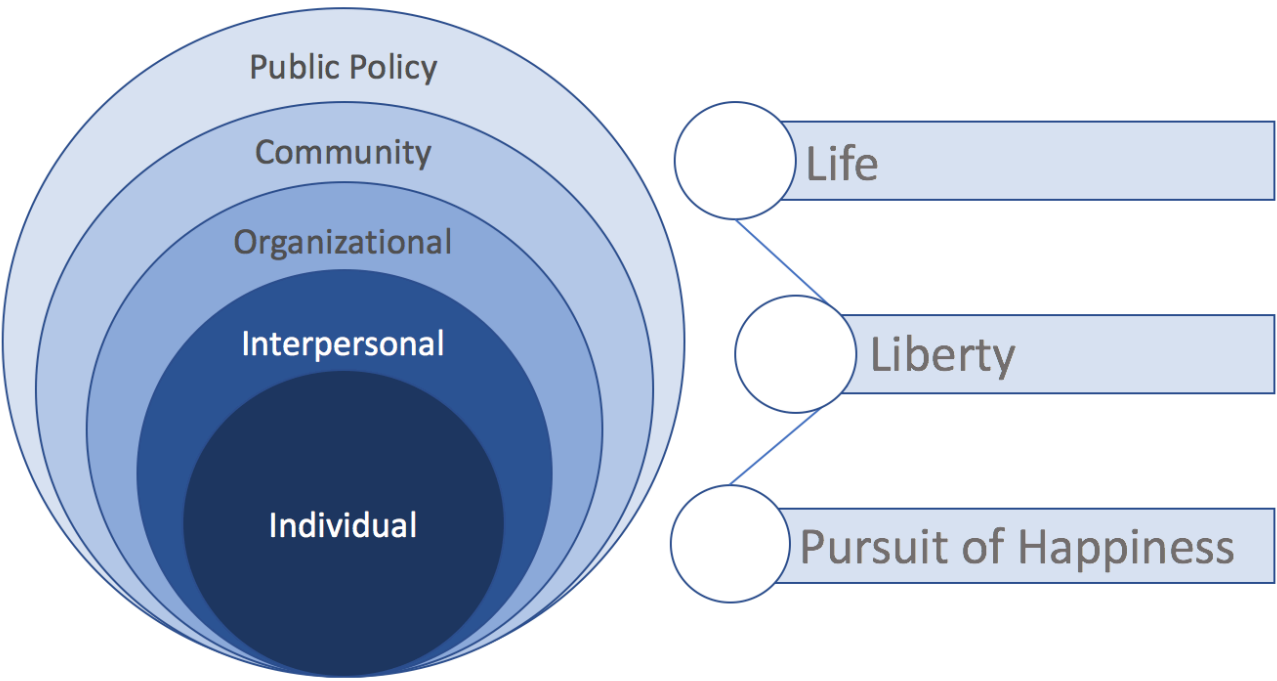 Public Policy
Community
Organizational
Interpersonal
Individual
Life
Liberty
Pursuit of Happiness